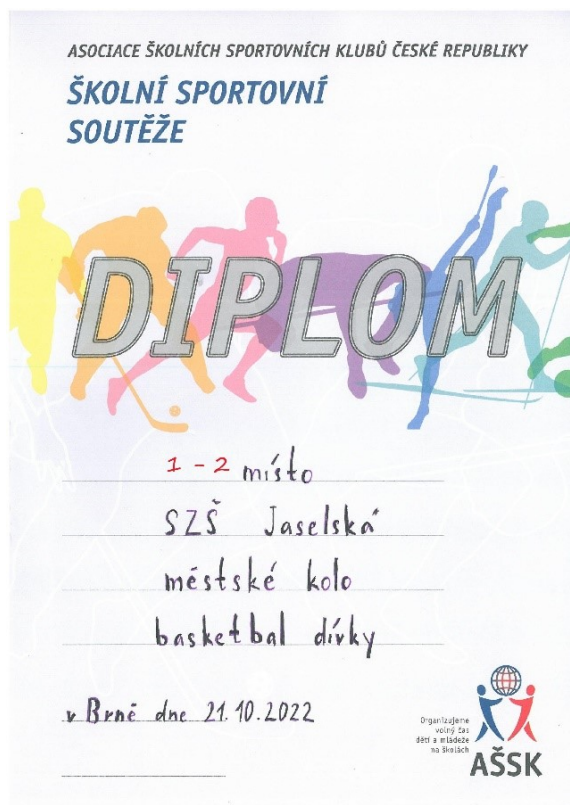 ASOCIACE ŠKOLNÍCH SPORTOVNÍCH KLUBŮ ČESKÉ REPUBLIKY
ŠKOLNÍ SPORTOVNÍ
SOUTĚŽE
DIPLOM
1 - 2 místo
SZŠ Jaselská
městské kolo
basketbal dívky
v Brně dne 21.10.2022
Organizujeme
volný čas
dětí a mládeže
na školách
AŠSK